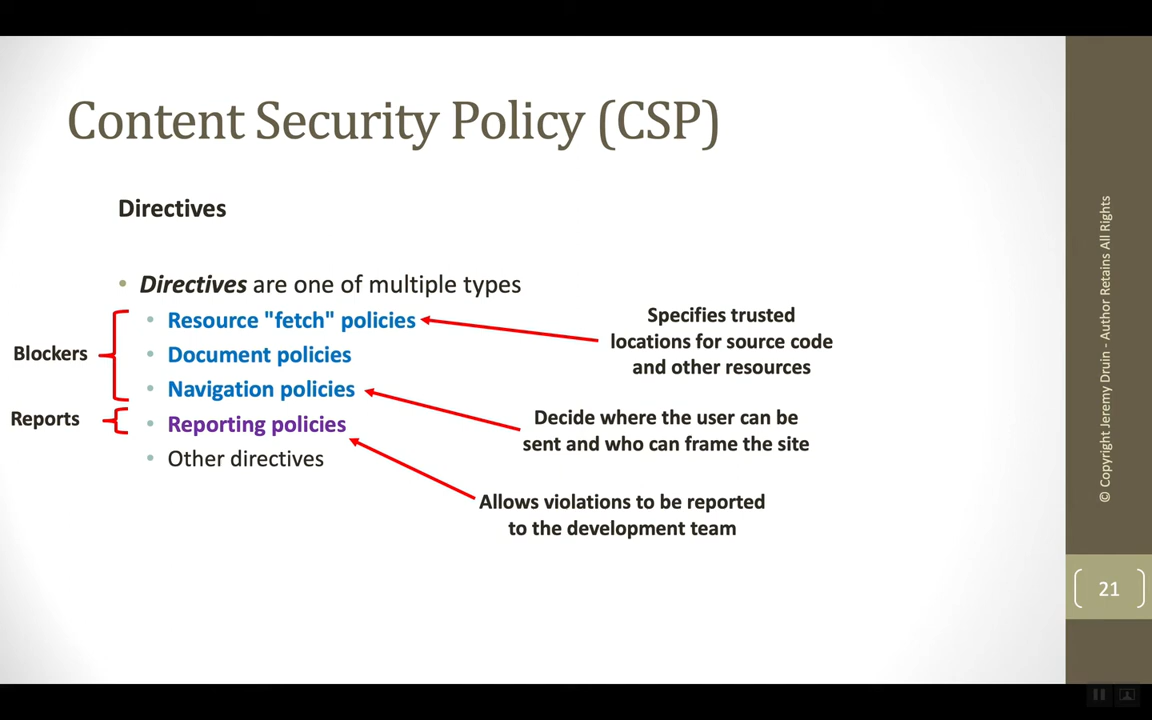 Content Security Policy (CSP)
Directives
• Directives are one of multiple types
• Resource "fetch" policies
• Document policies
• Navigation policies
• Reporting policies
• Other directives
Blockers
Reports
Specifies trusted
locations for source code
and other resources
Decide where the user can be
sent and who can frame the site
Allows violations to be reported
to the development team
© Copyright Jeremy Druin - Author Retains All Rights
21